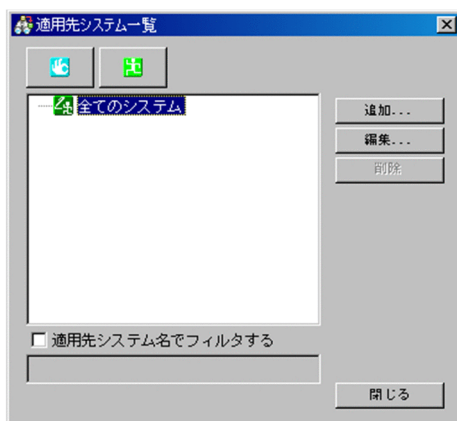 適用先システム一覧
全てのシステム
追加...
編集...
削除
適用先システム名でフィルタする
閉じる